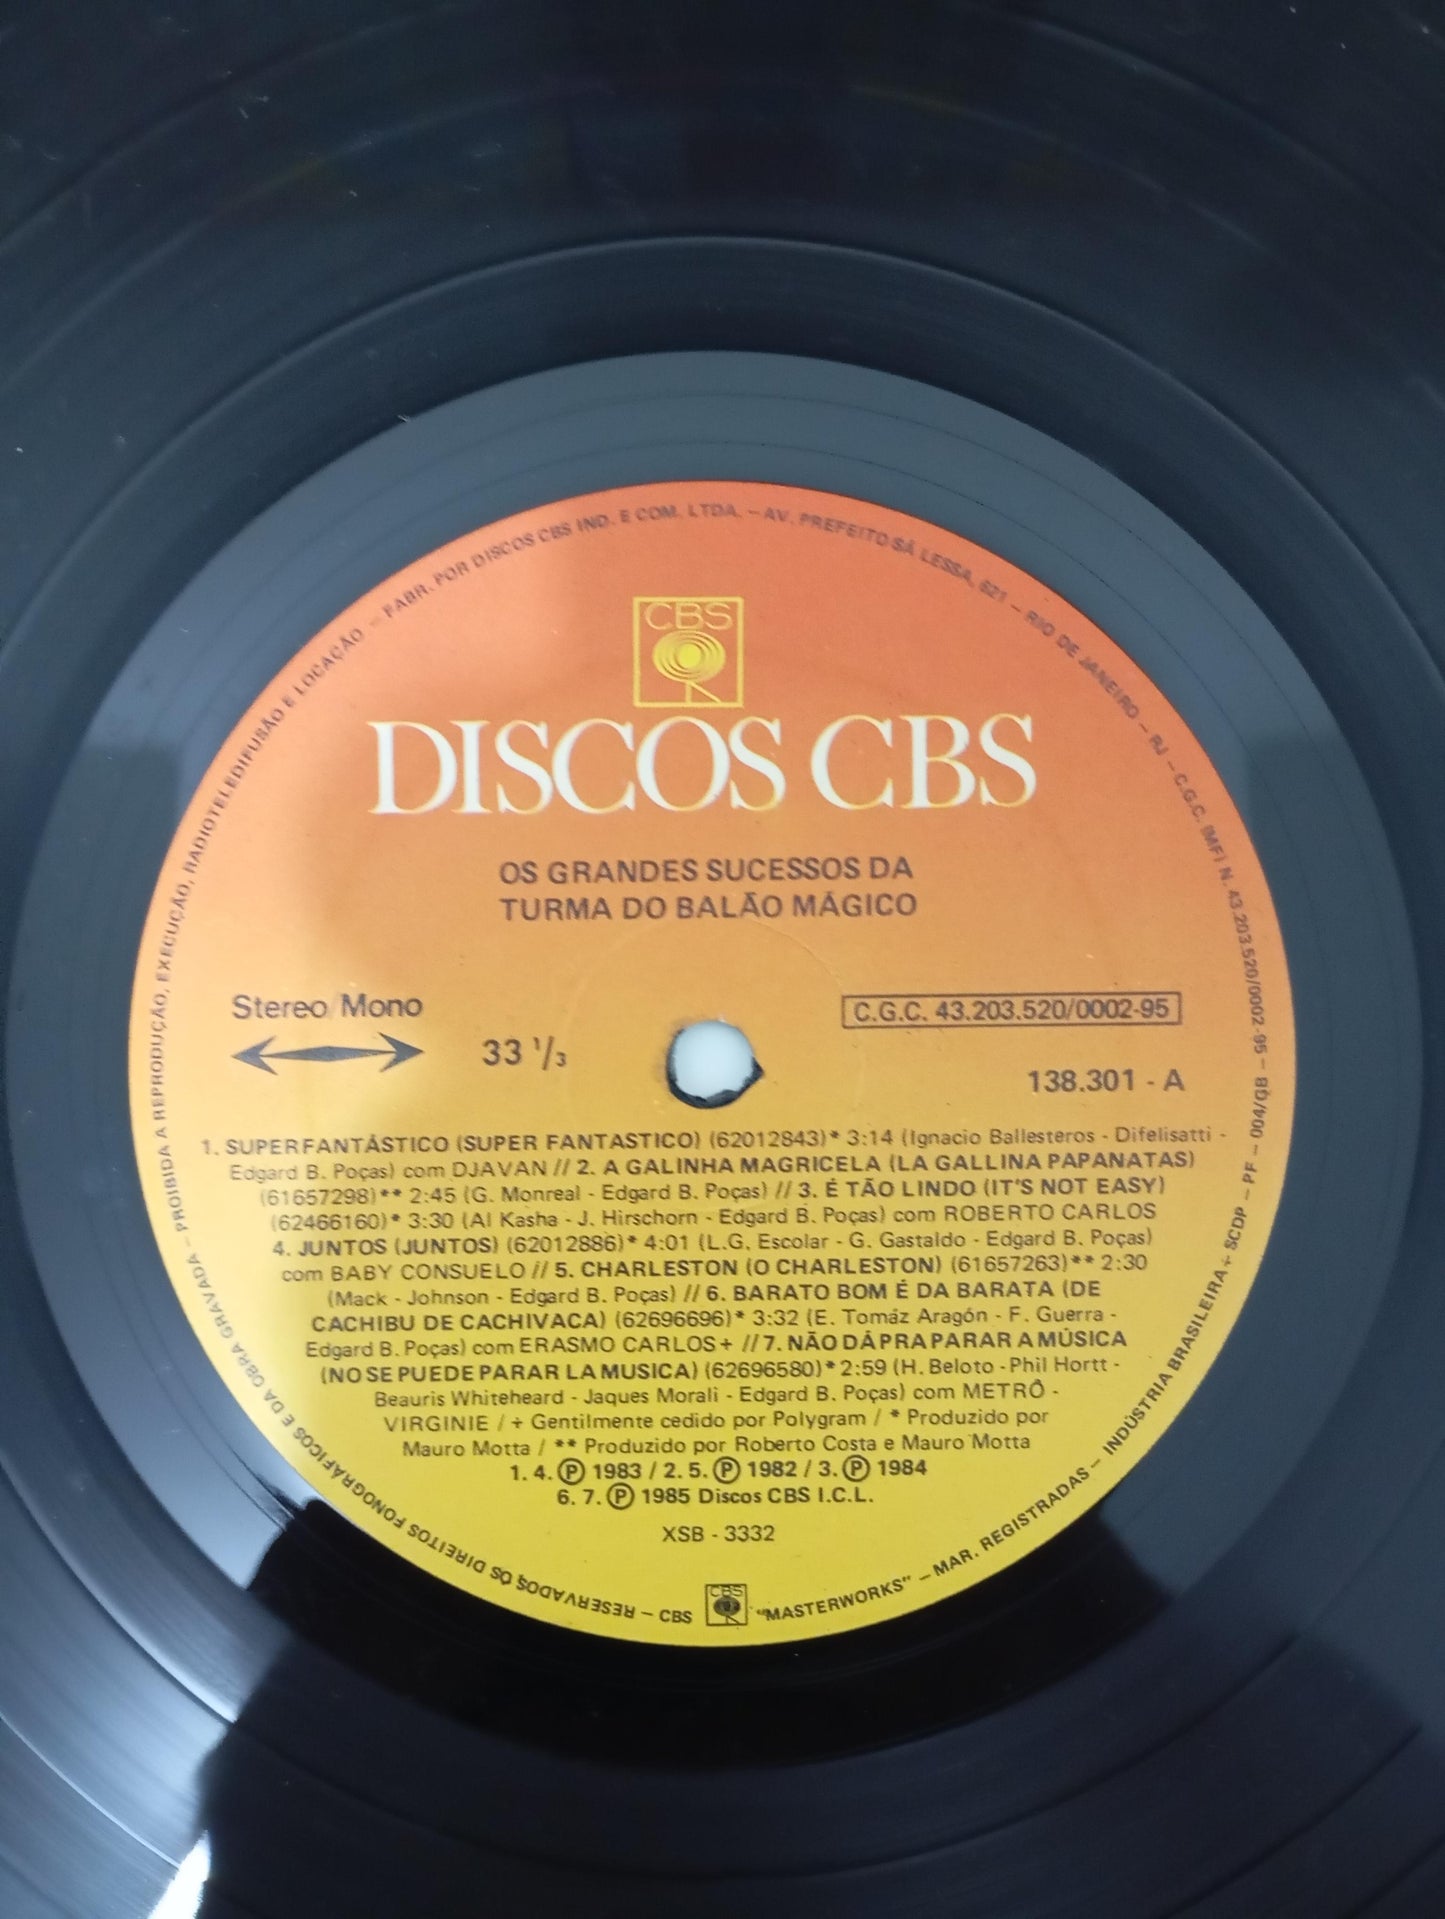 CBS
DISCOS CBS
OS GRANDES SUCESSOS DA
TURMA DO BALÃO MÁGICO
Stereo/Mono
33 1/3
C.G.C. 43.203.520/0002-95
138.301 - A
1. SUPERFANTÁSTICO (SUPER FANTASTICO) (62012843)* 3:14 (Ignacio Ballesteros - Difelisatti -
Edgard B. Poças) com DJAVAN // 2. A GALINHA MAGRICELA (LA GALLINA PAPANATAS)
(61657298)** 2:45 (G. Monreal - Edgard B. Poças) // 3. É TÃO LINDO (IT'S NOT EASY)
(62466160)* 3:30 (Al Kasha - J. Hirschorn - Edgard B. Poças) com ROBERTO CARLOS
4. JUNTOS (JUNTOS) (62012886)* 4:01 (L.G. Escolar - G. Gastaldo - Edgard B. Poças)
com BABY CONSUELO // 5. CHARLESTON (O CHARLESTON) (61657263)** 2:30
(Mack - Johnson - Edgard B. Poças) // 6. BARATO BOM É DA BARATA (DE
CACHIBU DE CACHIVACA) (62696696)* 3:32 (E. Tomáz Aragón - F. Guerra -
Edgard B. Poças) com ERASMO CARLOS+ // 7. NÃO DÁ PRA PARAR A MÚSICA
(NO SE PUEDE PARAR LA MUSICA) (62696580)* 2:59 (H. Beloto - Phil Hortt -
Beauris Whiteheard - Jaques Morali - Edgard B. Poças) com METRÔ -
VIRGINIE / + Gentilmente cedido por Polygram / * Produzido por
Mauro Motta / ** Produzido por Roberto Costa e Mauro Motta
1. 4. Ⓟ 1983 / 2. 5. Ⓟ 1982 / 3. Ⓟ 1984
6. 7. Ⓟ 1985 Discos CBS I.C.L.
XSB - 3332
RESERVADOS OS DIREITOS FONOGRÁFICOS E DA OBRA GRAVADA - PROIBIDA A REPRODUÇÃO, EXECUÇÃO, RADIOTELEDIFUSÃO E LOCAÇÃO - FABR. POR DISCOS CBS IND. E COM. LTDA. - AV. PREFEITO SÁ LESSA, 621 - RIO DE JANEIRO - RJ - C.G.C. (MF) N. 43.203.520/0002-95 - BD/004 - PF - SCDP - INDÚSTRIA BRASILEIRA - MAR. REGISTRADAS - "MASTERWORKS" CBS - CBS